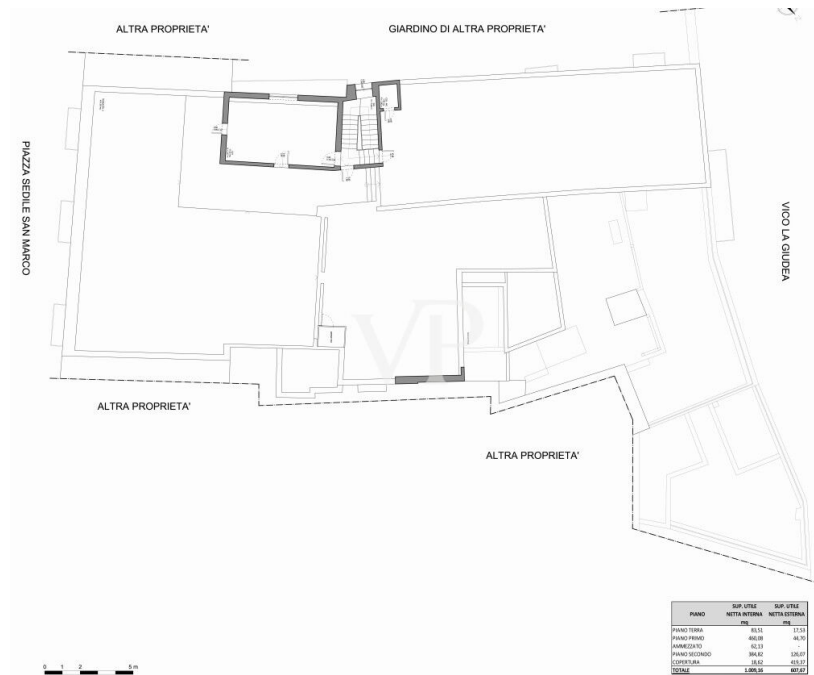 ALTRA PROPRIETA'
GIARDINO DI ALTRA PROPRIETA'
PIAZZA SEDILE SAN MARCO
VICO LA GIUDEA
VP
ALTRA PROPRIETA'
ALTRA PROPRIETA'
PIANO SUP. UTILE NETTA INTERNA mq SUP. UTILE NETTA ESTERNA mq
PIANO TERRA 83,51 17,53
PIANO PRIMO 460,08 44,70
AMMEZZATO 62,13 -
PIANO SECONDO 384,82 126,07
COPERTURA 18,62 419,37
TOTALE 1.009,16 607,67
0 1 2 5 m